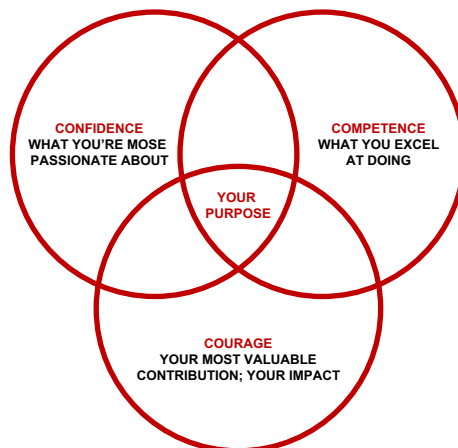 CONFIDENCE
WHAT YOU'RE MOSE
PASSIONATE ABOUT
COMPETENCE
WHAT YOU EXCEL
AT DOING
YOUR
PURPOSE
COURAGE
YOUR MOST VALUABLE
CONTRIBUTION; YOUR IMPACT